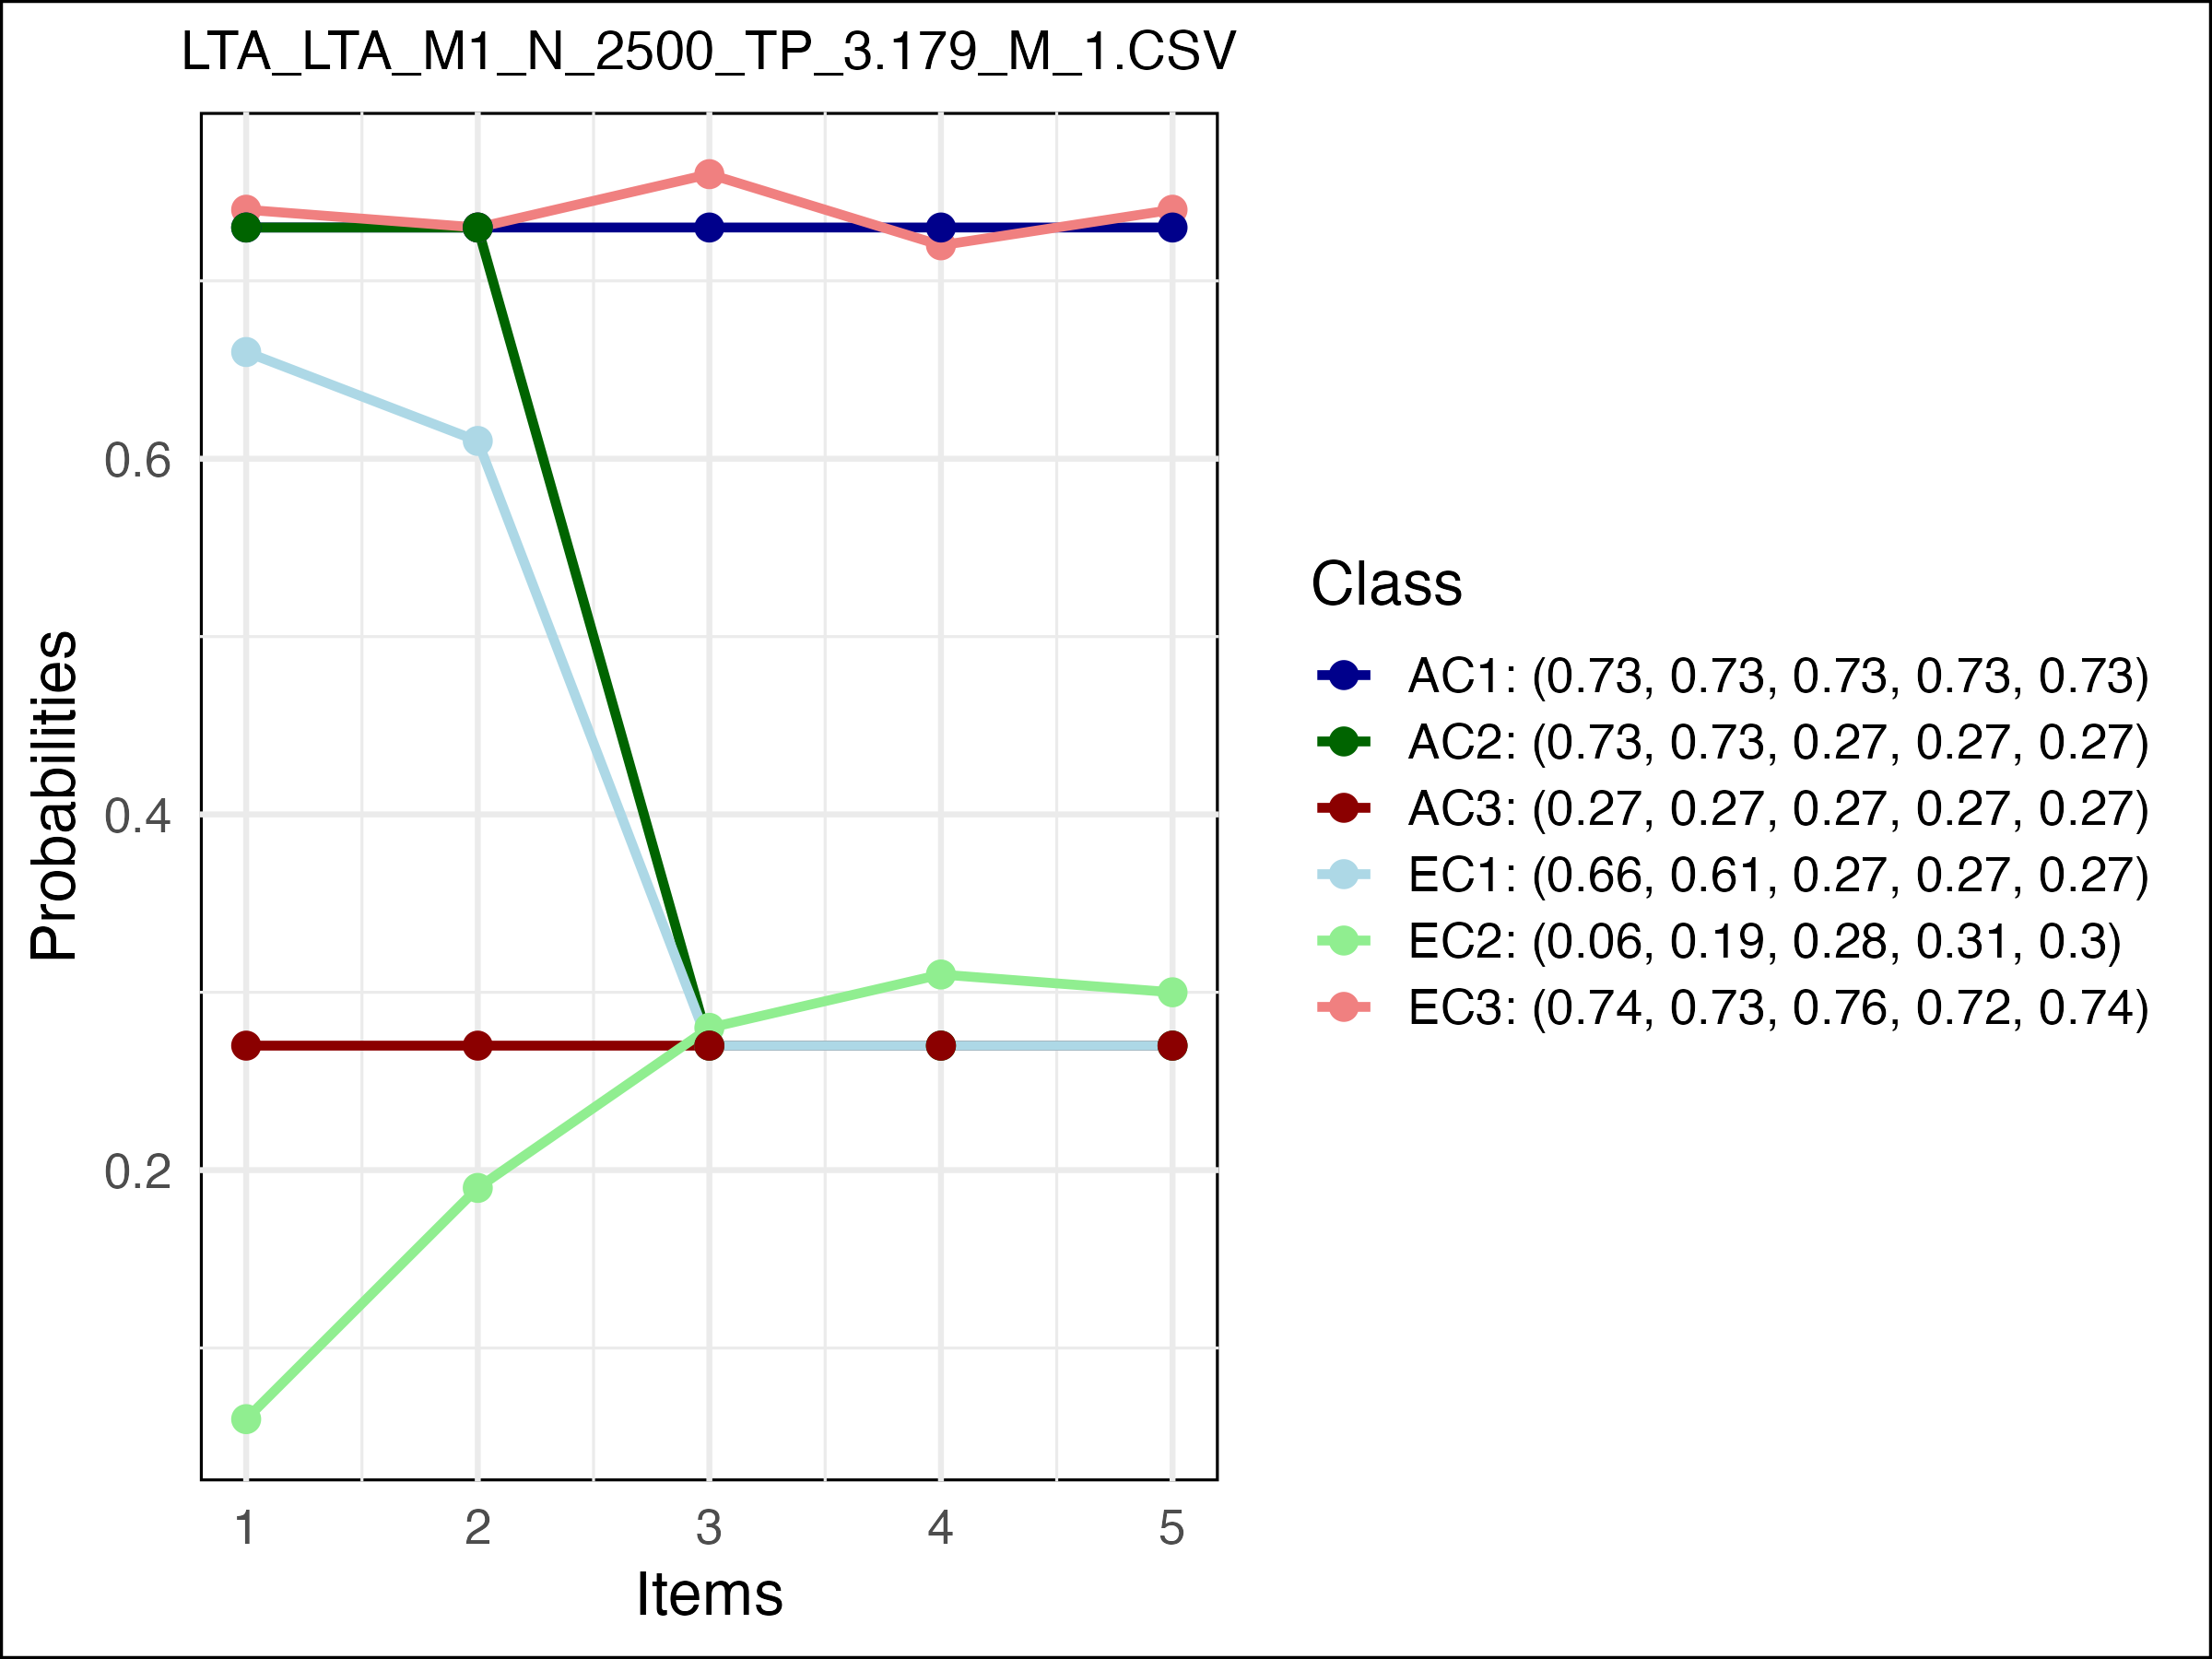 LTA_LTA_M1_N_2500_TP_3.179_M_1.CSV
Probabilities
0.6
0.4
0.2
1 2 3 4 5
Items
Class
AC1: (0.73, 0.73, 0.73, 0.73, 0.73)
AC2: (0.73, 0.73, 0.27, 0.27, 0.27)
AC3: (0.27, 0.27, 0.27, 0.27, 0.27)
EC1: (0.66, 0.61, 0.27, 0.27, 0.27)
EC2: (0.06, 0.19, 0.28, 0.31, 0.3)
EC3: (0.74, 0.73, 0.76, 0.72, 0.74)